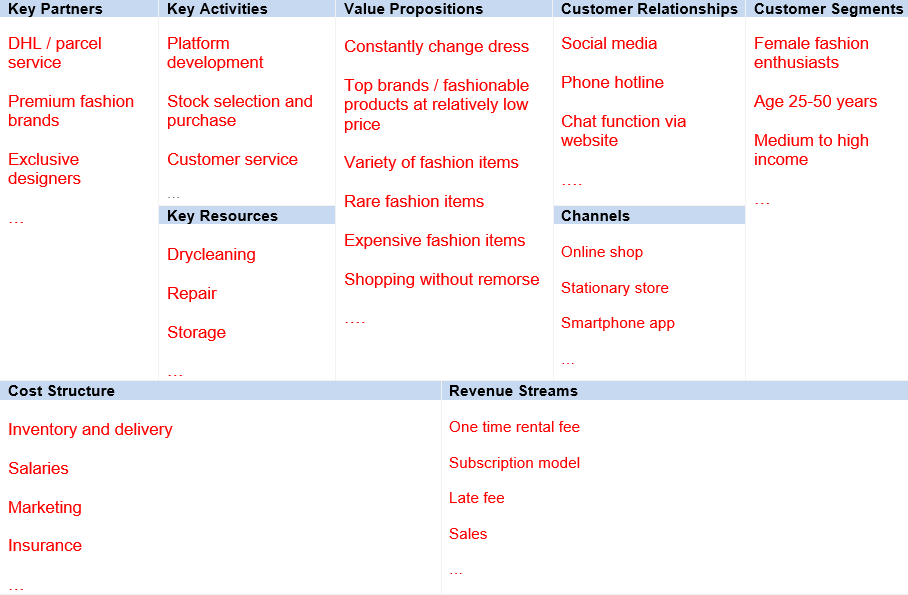 Key Partners
DHL / parcel
service
Premium fashion
brands
Exclusive
designers
…
Key Activities
Platform
development
Stock selection and
purchase
Customer service
…
Key Resources
Drycleaning
Repair
Storage
…
Value Propositions
Constantly change dress
Top brands / fashionable
products at relatively low
price
Variety of fashion items
Rare fashion items
Expensive fashion items
Shopping without remorse
….
Customer Relationships
Social media
Phone hotline
Chat function via
website
….
Channels
Online shop
Stationary store
Smartphone app
…
Customer Segments
Female fashion
enthusiasts
Age 25-50 years
Medium to high
income
…
Cost Structure
Inventory and delivery
Salaries
Marketing
Insurance
…
Revenue Streams
One time rental fee
Subscription model
Late fee
Sales
…